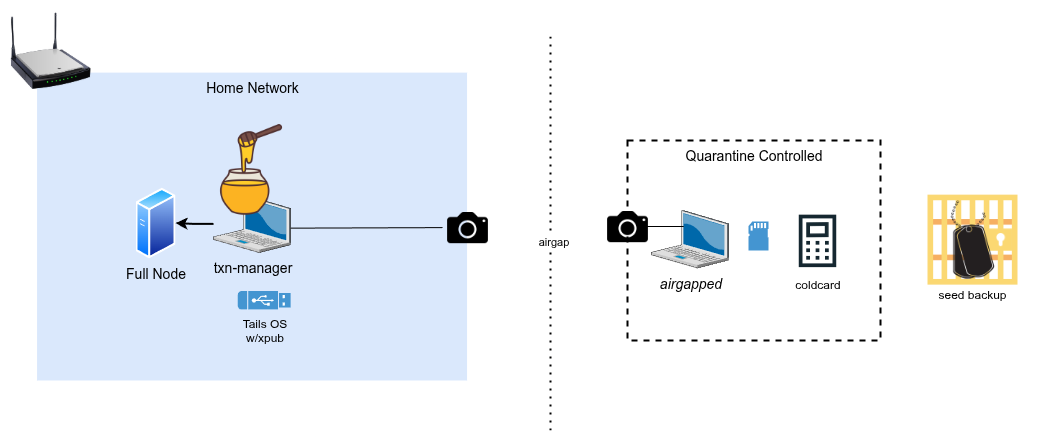 Home Network
Full Node
txn-manager
Tails OS
w/xpub
airgap
Quarantine Controlled
airgapped
coldcard
seed backup